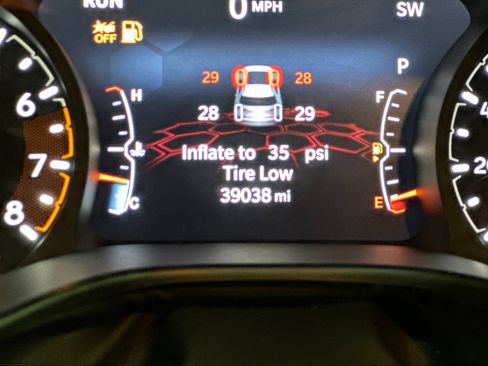 RUN 0 MPH SW
OFF
29 28 P
H F
28 29
6
Inflate to 35 psi
7 Tire Low 20
39038 mi
8 C E